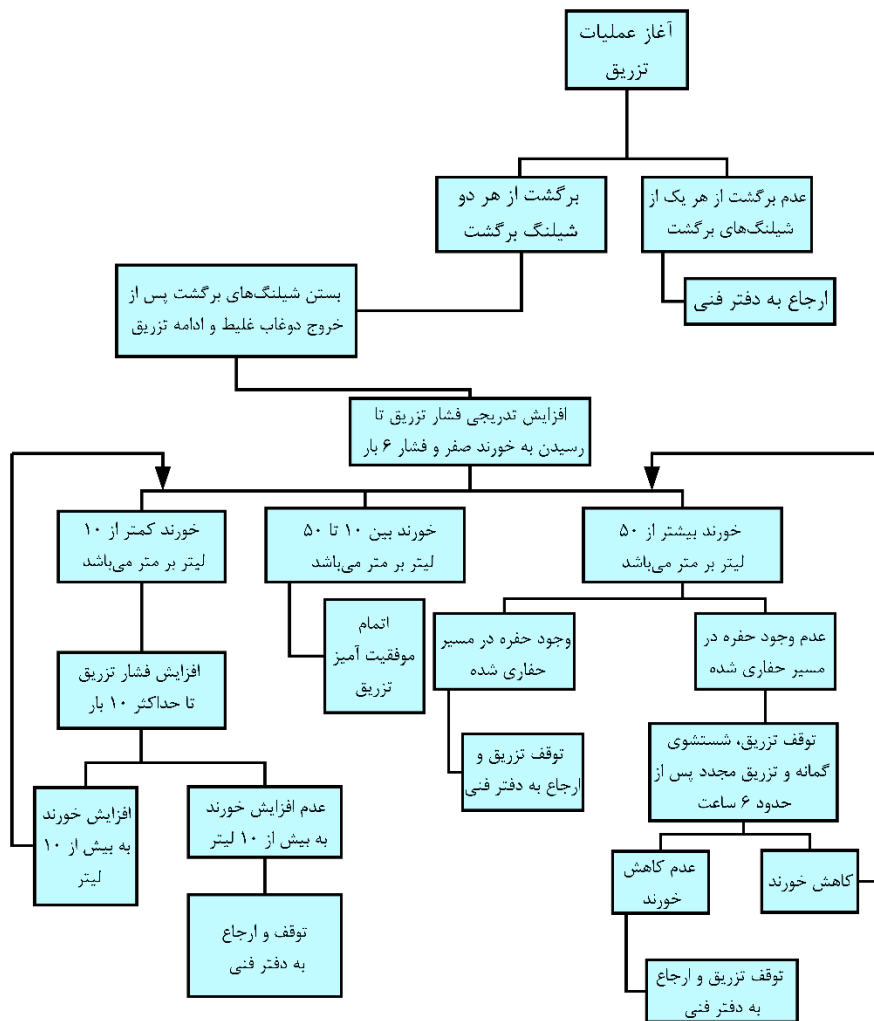 آغاز عملیات
تزریق
عدم برگشت از هر یک از
شیلنگ‌های برگشت
برگشت از هر دو
شیلنگ برگشت
ارجاع به دفتر فنی
بستن شیلنگ‌های برگشت پس از
خروج دوغاب غلیظ و ادامه تزریق
افزایش تدریجی فشار تزریق تا
رسیدن به خورند صفر و فشار ۶ بار
خورند بیشتر از ۵۰
لیتر بر متر می‌باشد
خورند بین ۱۰ تا ۵۰
لیتر بر متر می‌باشد
خورند کمتر از ۱۰
لیتر بر متر می‌باشد
عدم وجود حفره در
مسیر حفاری شده
وجود حفره در مسیر
حفاری شده
اتمام
موفقیت آمیز
تزریق
افزایش فشار تزریق
تا حداکثر ۱۰ بار
توقف تزریق، شستشوی
گمانه و تزریق مجدد پس از
حدود ۶ ساعت
توقف تزریق و
ارجاع به دفتر فنی
عدم افزایش خورند
به بیش از ۱۰ لیتر
افزایش خورند
به بیش از ۱۰
لیتر
کاهش خورند
عدم کاهش
خورند
توقف و ارجاع
به دفتر فنی
توقف تزریق و ارجاع
به دفتر فنی